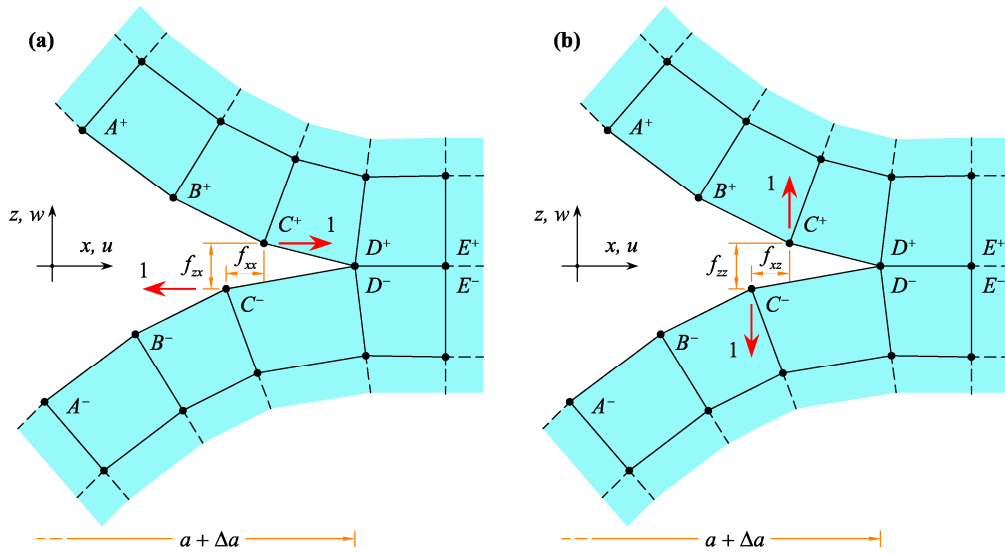 (a)
A⁺
B⁺
C⁺
1
z, w
x, u
f_zx
f_xx
D⁺
E⁺
1
C⁻
D⁻
E⁻
B⁻
A⁻
a + Δa
(b)
A⁺
B⁺
1
C⁺
z, w
x, u
f_zz
f_xz
D⁺
E⁺
C⁻
D⁻
E⁻
B⁻
1
A⁻
a + Δa